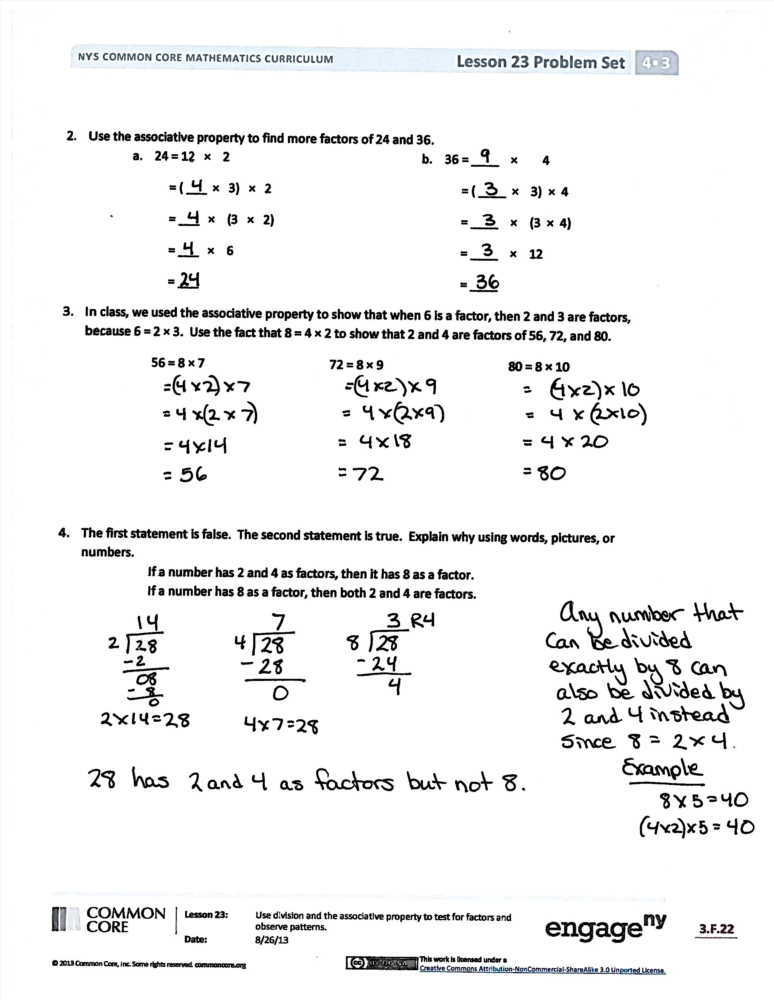 NYS COMMON CORE MATHEMATICS CURRICULUM
Lesson 23 Problem Set
4•3
2. Use the associative property to find more factors of 24 and 36.
a. 24 = 12 × 2
= ( 4 × 3) × 2
= 4 × (3 × 2)
= 4 × 6
= 24
b. 36 = 9 × 4
= ( 3 × 3) × 4
= 3 × (3 × 4)
= 3 × 12
= 36
3. In class, we used the associative property to show that when 6 is a factor, then 2 and 3 are factors,
because 6 = 2 × 3. Use the fact that 8 = 4 × 2 to show that 2 and 4 are factors of 56, 72, and 80.
56 = 8 × 7
= (4 × 2) × 7
= 4 × (2 × 7)
= 4 × 14
= 56
72 = 8 × 9
= (4 × 2) × 9
= 4 × (2 × 9)
= 4 × 18
= 72
80 = 8 × 10
= (4 × 2) × 10
= 4 × (2 × 10)
= 4 × 20
= 80
4. The first statement is false. The second statement is true. Explain why using words, pictures, or
numbers.
If a number has 2 and 4 as factors, then it has 8 as a factor.
If a number has 8 as a factor, then both 2 and 4 are factors.
14
2 28
- 2
08
- 8
0
2 × 14 = 28
7
4 28
- 28
0
4 × 7 = 28
3 R4
8 28
- 24
4
28 has 2 and 4 as factors but not 8.
Any number that
can be divided
exactly by 8 can
also be divided by
2 and 4 instead
since 8 = 2 × 4.
Example
8 × 5 = 40
(4×2)×5 = 40
COMMON
CORE
Lesson 23: Use division and the associative property to test for factors and
observe patterns.
Date: 8/26/13
engage ny
3.F.22
© 2013 Common Core, Inc. Some rights reserved. commoncore.org
cc BY-NC-SA
This work is licensed under a
Creative Commons Attribution-NonCommercial-ShareAlike 3.0 Unported License.